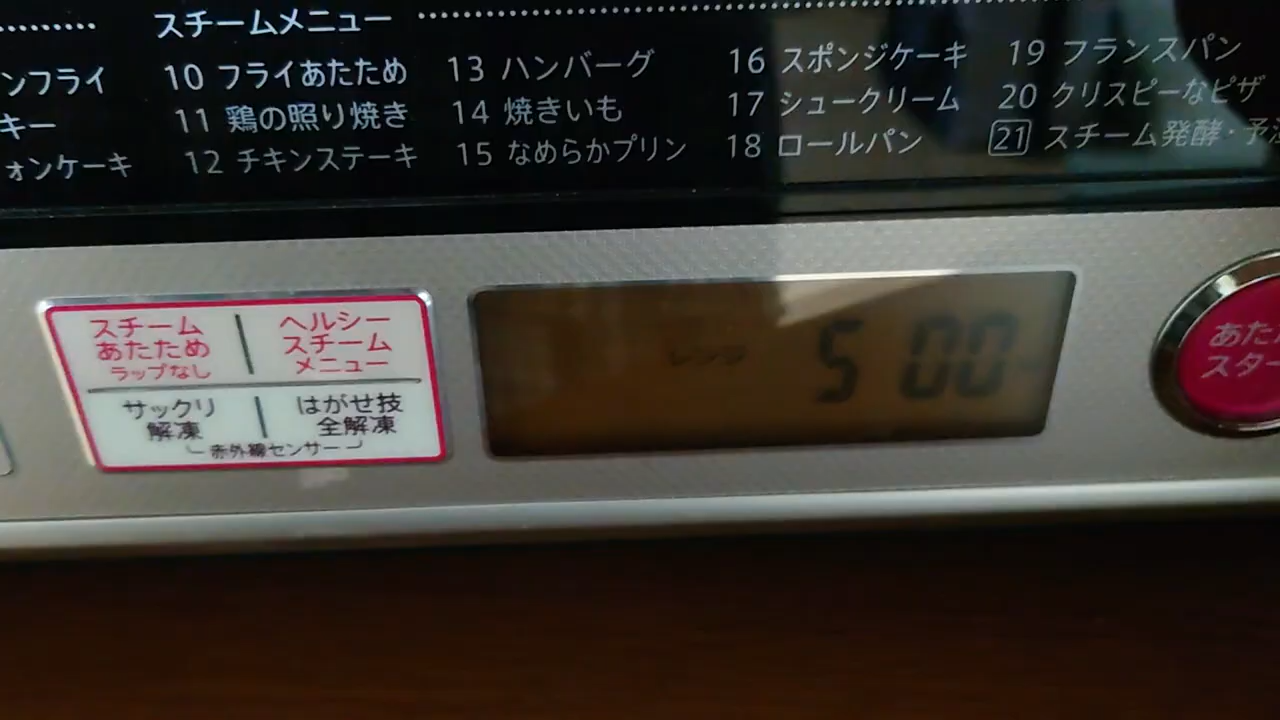 スチームメニュー
ンフライ
キー
ォンケーキ
10 フライあたため
11 鶏の照り焼き
12 チキンステーキ
13 ハンバーグ
14 焼きいも
15 なめらかプリン
16 スポンジケーキ
17 シュークリーム
18 ロールパン
19 フランスパン
20 クリスピーなピザ
21 スチーム発酵・予
スチーム
あたため
ラップなし
ヘルシー
スチーム
メニュー
サックリ
解凍
はがせ技
全解凍
赤外線センサー
レンジ
5 00
あた
スター